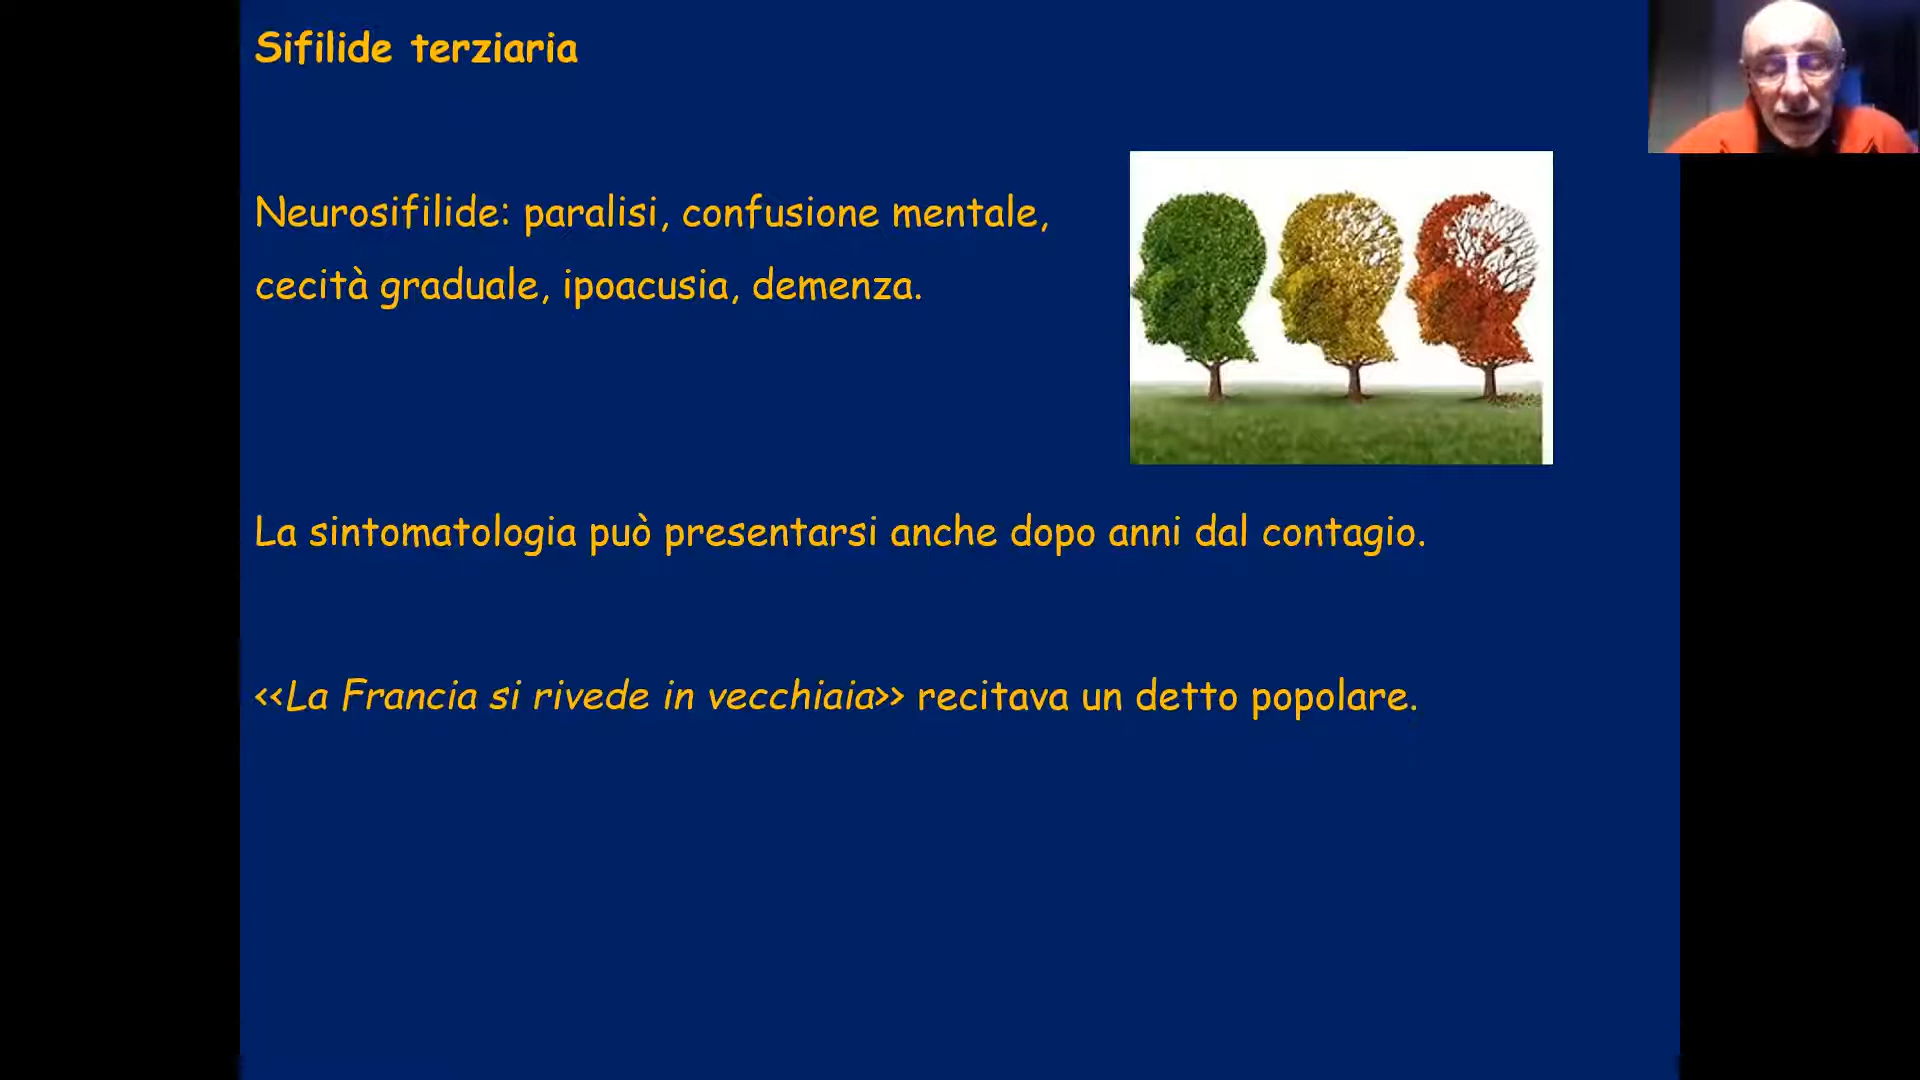 Sifilide terziaria
Neurosifilide: paralisi, confusione mentale,
cecità graduale, ipoacusia, demenza.
La sintomatologia può presentarsi anche dopo anni dal contagio.
<<La Francia si rivede in vecchiaia>> recitava un detto popolare.